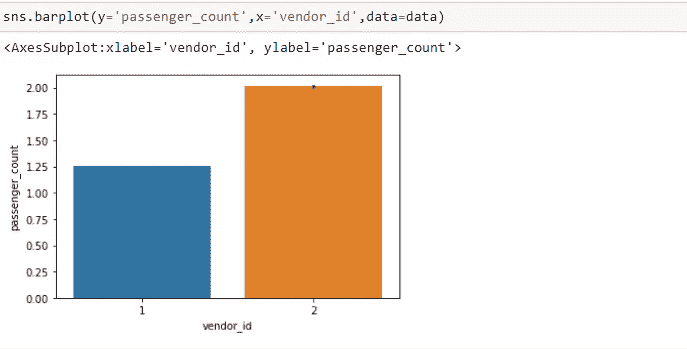 sns.barplot(y='passenger_count',x='vendor_id',data=data)
<AxesSubplot:xlabel='vendor_id', ylabel='passenger_count'>
2.00
1.75
1.50
1.25
1.00
0.75
0.50
0.25
0.00
passenger_count
1 2
vendor_id